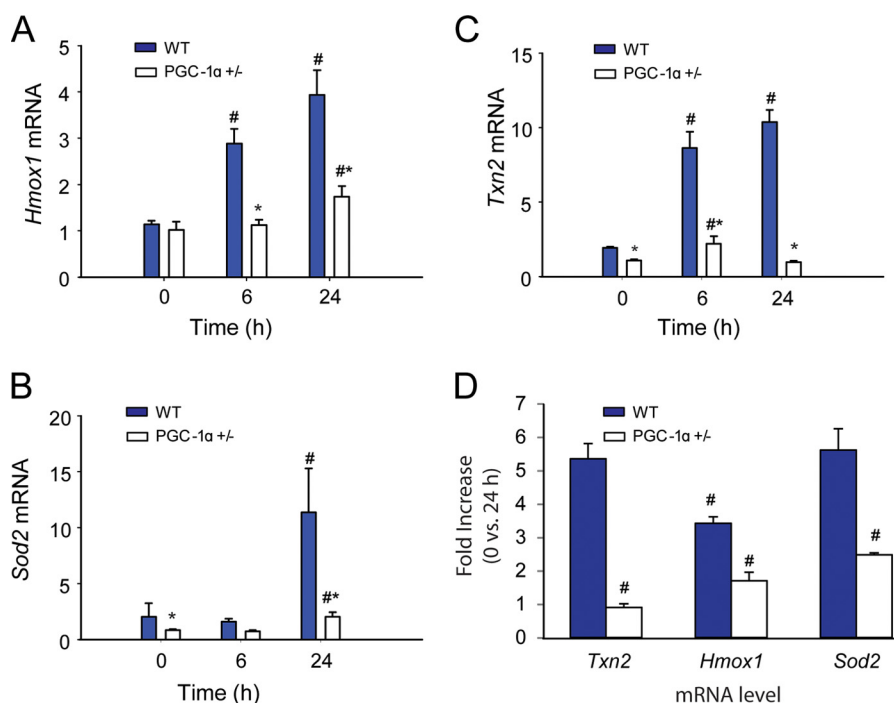 A
WT
PGC-1α +/-
5
4
3
2
1
0
Hmox1 mRNA
#
#
*
#*
0 6 24
Time (h)
B
WT
PGC-1α +/-
20
15
10
5
0
Sod2 mRNA
*
#
#*
0 6 24
Time (h)
C
WT
PGC-1α +/-
15
10
5
0
Txn2 mRNA
*
#
#*
#
*
0 6 24
Time (h)
D
WT
PGC-1α +/-
7
6
5
4
3
2
1
0
Fold Increase
(0 vs. 24 h)
#
#
#
#
Txn2 Hmox1 Sod2
mRNA level